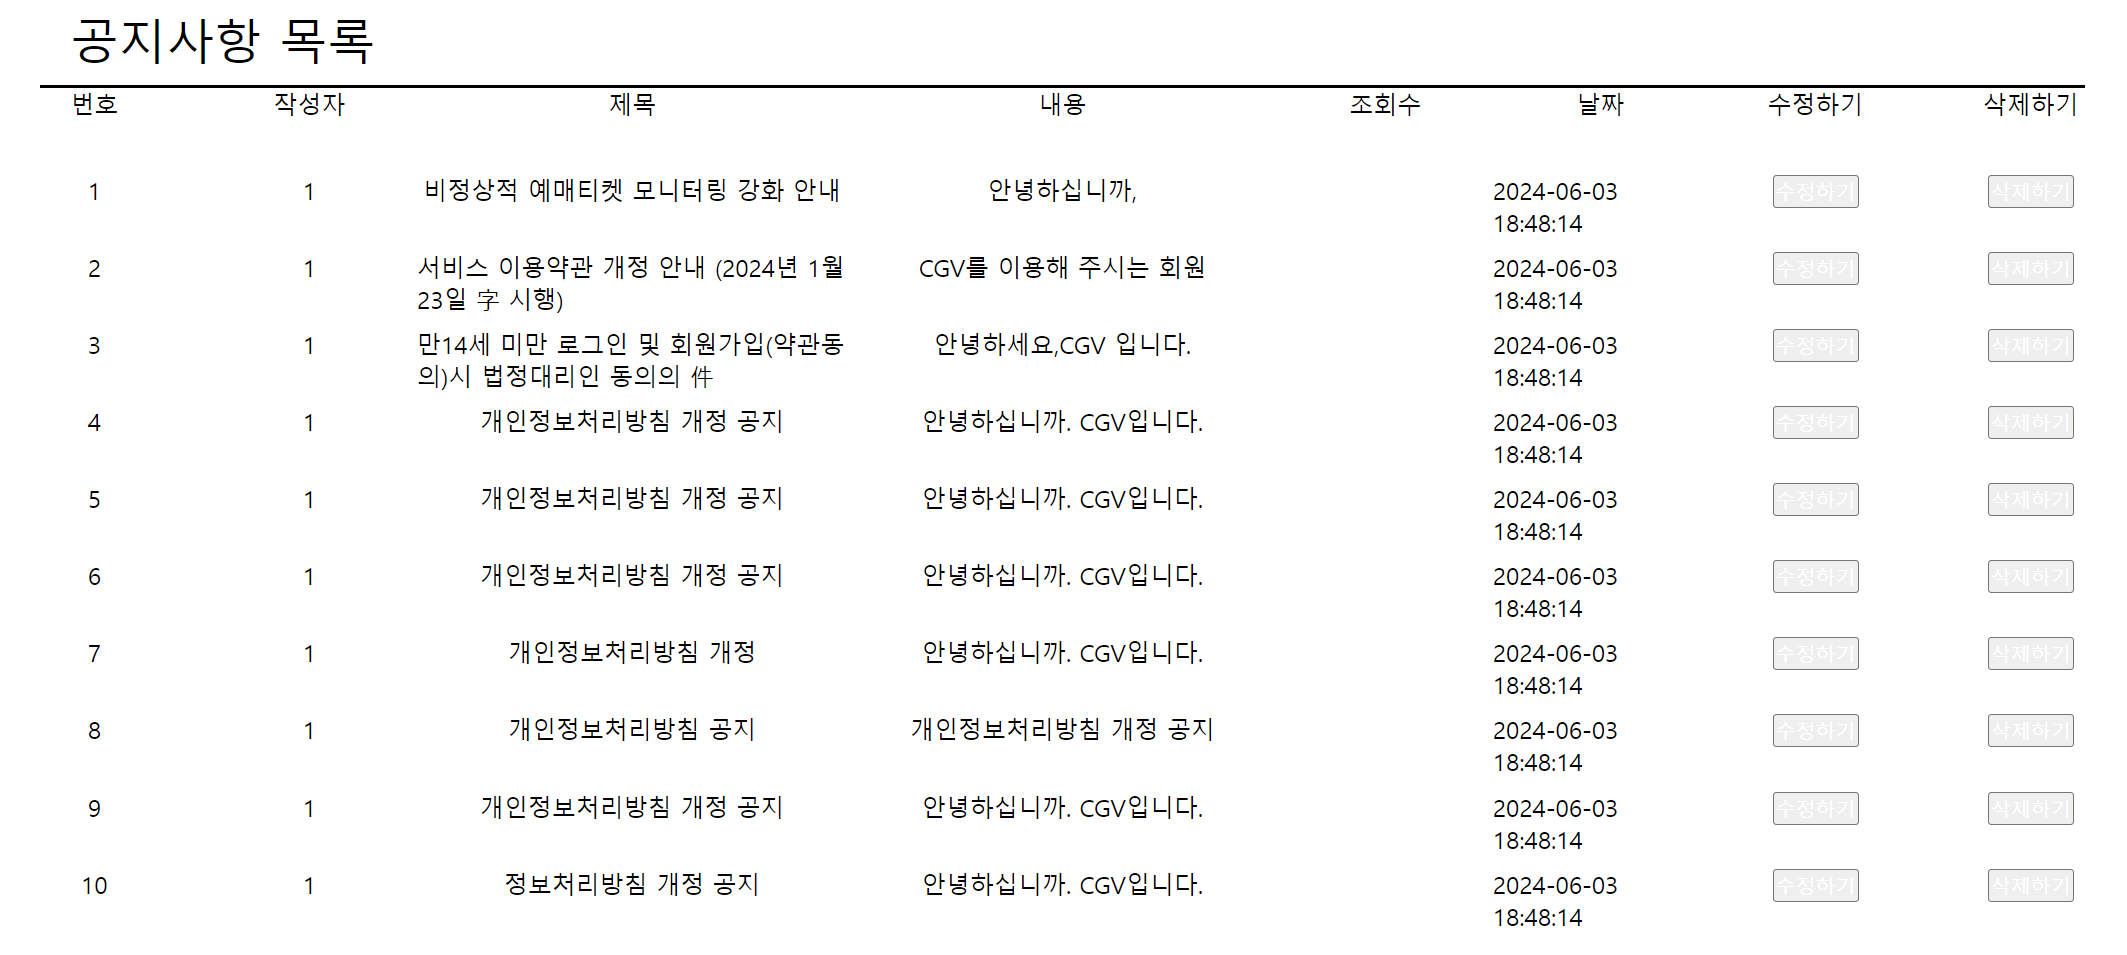 공지사항 목록
번호 작성자 제목 내용 조회수 날짜 수정하기 삭제하기
1 1 비정상적 예매티켓 모니터링 강화 안내 안녕하십니까, 2024-06-03 수정하기 삭제하기
18:48:14
2 1 서비스 이용약관 개정 안내 (2024년 1월 CGV를 이용해 주시는 회원 2024-06-03 수정하기 삭제하기
23일 字 시행) 18:48:14
3 1 만14세 미만 로그인 및 회원가입(약관동 안녕하세요,CGV 입니다. 2024-06-03 수정하기 삭제하기
의)시 법정대리인 동의의 件 18:48:14
4 1 개인정보처리방침 개정 공지 안녕하십니까. CGV입니다. 2024-06-03 수정하기 삭제하기
18:48:14
5 1 개인정보처리방침 개정 공지 안녕하십니까. CGV입니다. 2024-06-03 수정하기 삭제하기
18:48:14
6 1 개인정보처리방침 개정 공지 안녕하십니까. CGV입니다. 2024-06-03 수정하기 삭제하기
18:48:14
7 1 개인정보처리방침 개정 안녕하십니까. CGV입니다. 2024-06-03 수정하기 삭제하기
18:48:14
8 1 개인정보처리방침 공지 개인정보처리방침 개정 공지 2024-06-03 수정하기 삭제하기
18:48:14
9 1 개인정보처리방침 개정 공지 안녕하십니까. CGV입니다. 2024-06-03 수정하기 삭제하기
18:48:14
10 1 정보처리방침 개정 공지 안녕하십니까. CGV입니다. 2024-06-03 수정하기 삭제하기
18:48:14